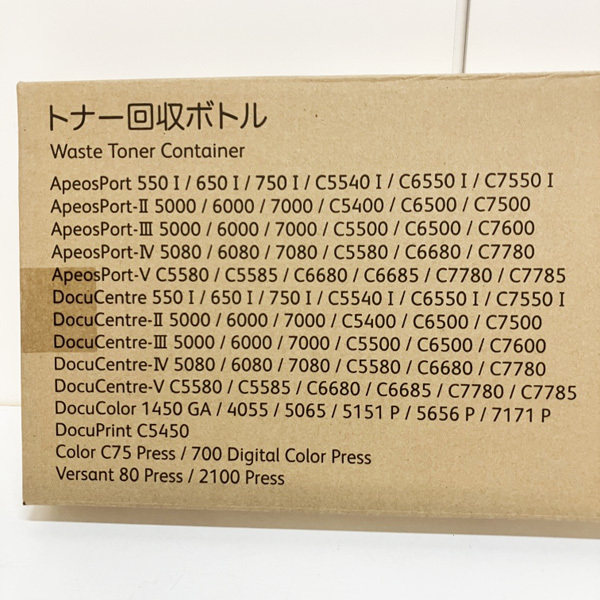 トナー回収ボトル
Waste Toner Container
ApeosPort 550 I / 650 I / 750 I / C5540 I / C6550 I / C7550 I
ApeosPort-Ⅱ 5000 / 6000 / 7000 / C5400 / C6500 / C7500
ApeosPort-Ⅲ 5000 / 6000 / 7000 / C5500 / C6500 / C7600
ApeosPort-Ⅳ 5080 / 6080 / 7080 / C5580 / C6680 / C7780
ApeosPort-Ⅴ C5580 / C5585 / C6680 / C6685 / C7780 / C7785
DocuCentre 550 I / 650 I / 750 I / C5540 I / C6550 I / C7550 I
DocuCentre-Ⅱ 5000 / 6000 / 7000 / C5400 / C6500 / C7500
DocuCentre-Ⅲ 5000 / 6000 / 7000 / C5500 / C6500 / C7600
DocuCentre-Ⅳ 5080 / 6080 / 7080 / C5580 / C6680 / C7780
DocuCentre-Ⅴ C5580 / C5585 / C6680 / C6685 / C7780 / C7785
DocuColor 1450 GA / 4055 / 5065 / 5151 P / 5656 P / 7171 P
DocuPrint C5450
Color C75 Press / 700 Digital Color Press
Versant 80 Press / 2100 Press